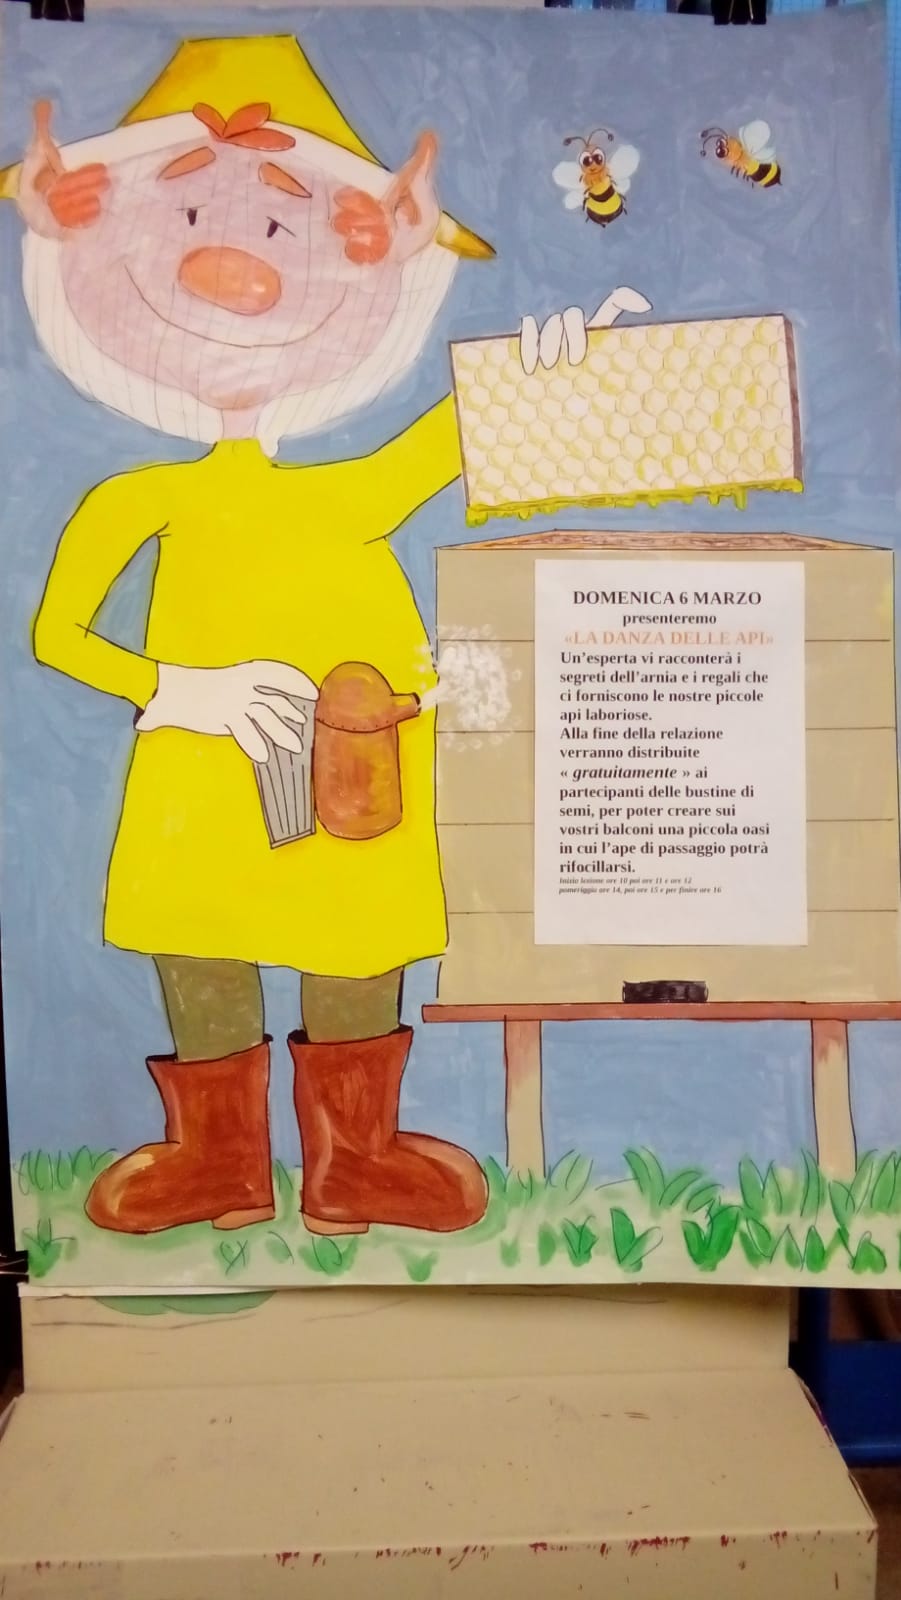 DOMENICA 6 MARZO
presenteremo
«LA DANZA DELLE API»
Un’esperta vi racconterà i
segreti dell’arnia e i regali che
ci forniscono le nostre piccole
api laboriose.
Alla fine della relazione
verranno distribuite
« gratuitamente » ai
partecipanti delle bustine di
semi, per poter creare sui
vostri balconi una piccola oasi
in cui l’ape di passaggio potrà
rifocillarsi.
Inizio lezione ore 10 poi ore 11 e ore 12
pomeriggio ore 14, poi ore 15 e per finire ore 16